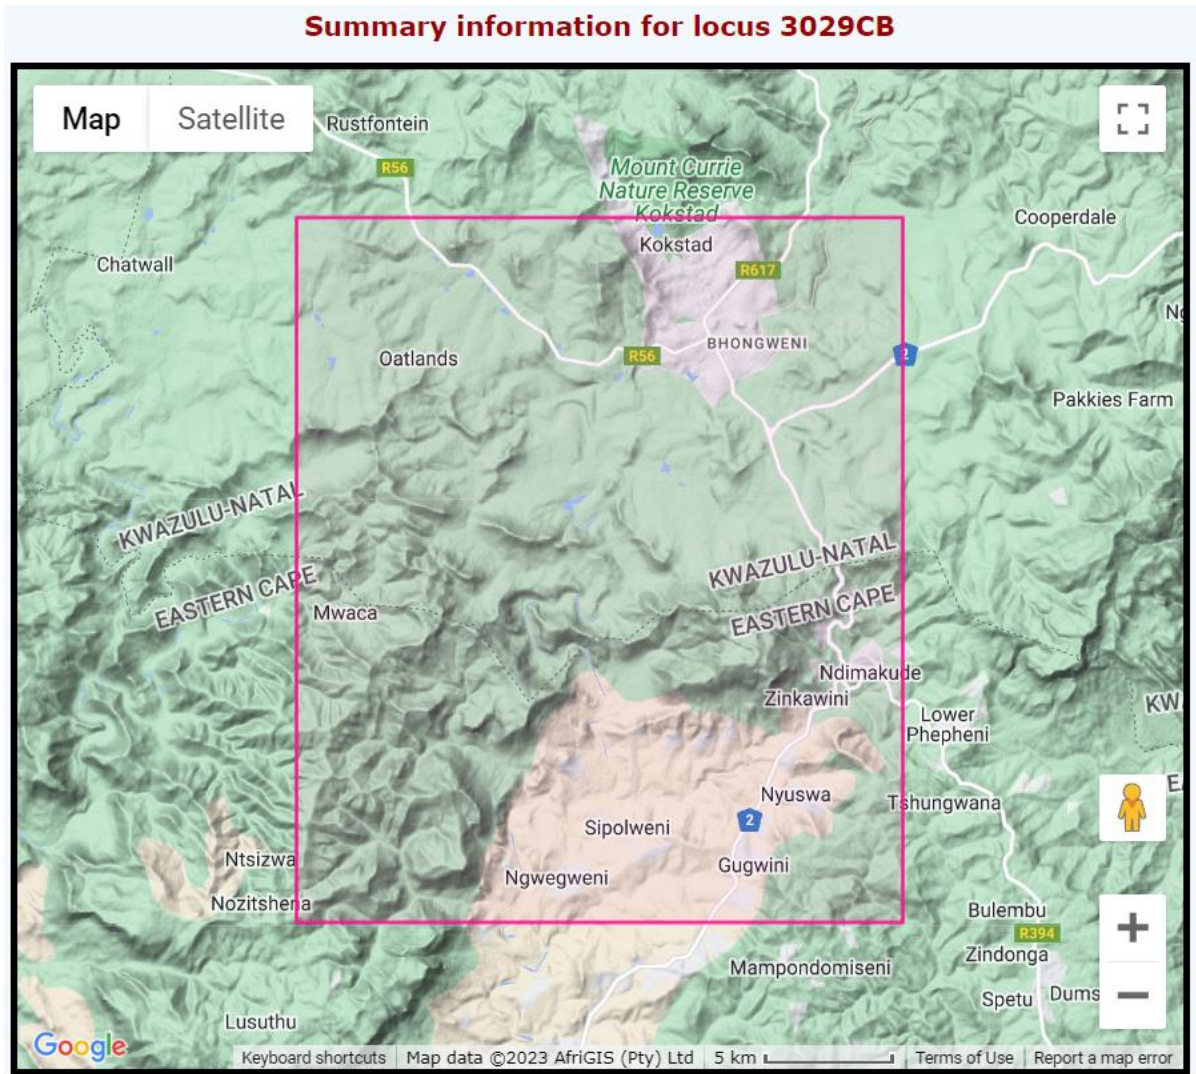 Summary information for locus 3029CB
Map
Satellite
Rustfontein
R56
Mount Currie
Nature Reserve
Kokstad
Cooperdale
Kokstad
Chatwall
R617
BHONGWENI
R56
2
Oatlands
Pakkies Farm
KWAZULU-NATAL
KWAZULU-NATAL
EASTERN CAPE
EASTERN CAPE
Mwaca
Ndimakude
Zinkawini
KW
Lower
Phepheni
Nyuswa
Tshungwana
Sipolweni
2
Ntsizwa
Gugwini
Ngwegweni
Nozitshena
Bulembu
R394
Zindonga
Mampondomiseni
Spetu
Dums
Lusuthu
Google
Keyboard shortcuts
Map data ©2023 AfriGIS (Pty) Ltd
5 km
Terms of Use
Report a map error